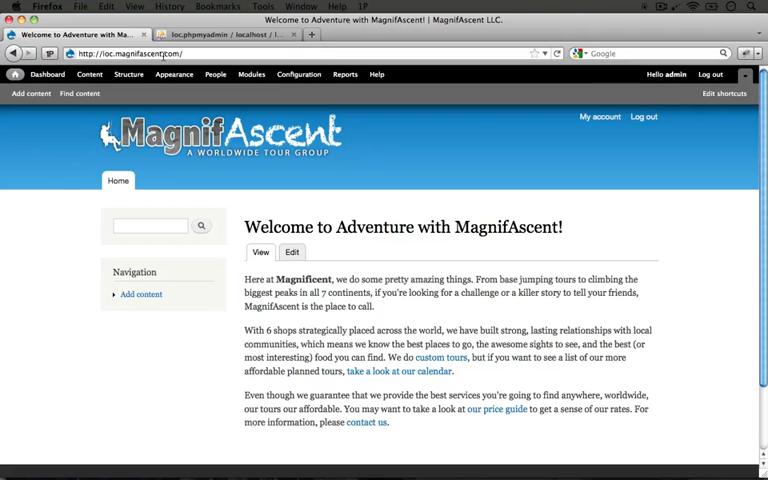 Firefox File Edit View History Bookmarks Tools Window Help 1P
Welcome to Adventure with MagnifAscent! | MagnifAscent LLC.
Welcome to Adventure with Ma... loc.phpmyadmin / localhost / l...
1P http://loc.magnifascent.com/ Google
Dashboard Content Structure Appearance People Modules Configuration Reports Help Hello admin Log out
Add content Find content Edit shortcuts
My account Log out
MagnifAscent
A WORLDWIDE TOUR GROUP
Home
Welcome to Adventure with MagnifAscent!
View Edit
Navigation
Add content
Here at Magnificent, we do some pretty amazing things. From base jumping tours to climbing the
biggest peaks in all 7 continents, if you're looking for a challenge or a killer story to tell your friends,
MagnifAscent is the place to call.
With 6 shops strategically placed across the world, we have built strong, lasting relationships with local
communities, which means we know the best places to go, the awesome sights to see, and the best (or
most interesting) food you can find. We do custom tours, but if you want to see a list of our more
affordable planned tours, take a look at our calendar.
Even though we guarantee that we provide the best services you're going to find anywhere, worldwide,
our tours our affordable. You may want to take a look at our price guide to get a sense of our rates. For
more information, please contact us.